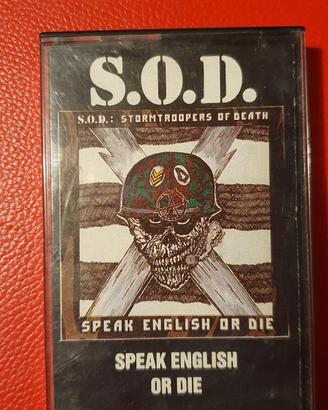 S.O.D.
S.O.D.: STORMTROOPERS OF DEATH
SPEAK ENGLISH OR DIE
SPEAK ENGLISH
OR DIE